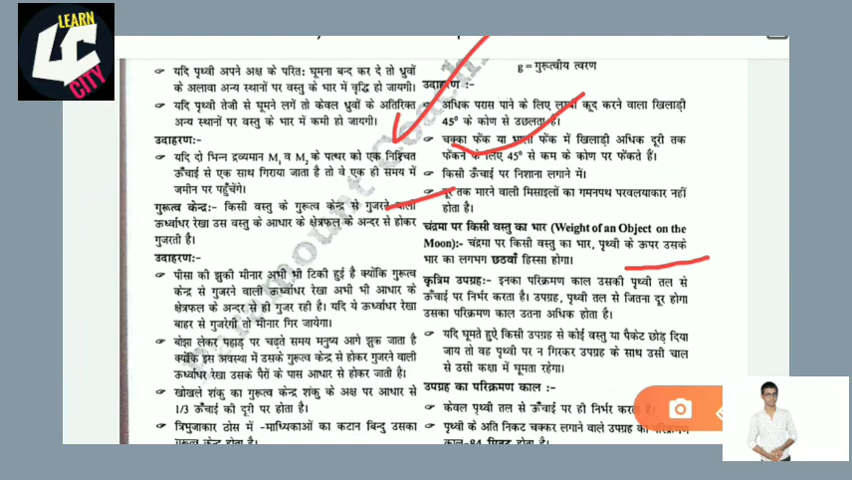 LEARN
LC
CITY
☞ यदि पृथ्वी अपने अक्ष के परित: घूमना बन्द कर दे तो ध्रुवों
के अलावा अन्य स्थानों पर वस्तु के भार में वृद्धि हो जायगी।
☞ यदि पृथ्वी तेजी से घूमने लगें तो केवल ध्रुवों के अतिरिक्त
अन्य स्थानों पर वस्तु के भार में कमी हो जायगी।
उदाहरण:-
☞ यदि दो भिन्न द्रव्यमान M₁ व M₂ के पत्थर को एक निश्चित
ऊँचाई से एक साथ गिराया जाता है तो वे एक ही समय में
जमीन पर पहुँचेंगे।
गुरूत्व केन्द्र:- किसी वस्तु के गुरूत्व केन्द्र से गुजरने वाली
ऊर्ध्वाधर रेखा उस वस्तु के आधार के क्षेत्रफल के अन्दर से होकर
गुजरती है।
उदाहरण:-
☞ पीसा की झुकी मीनार अभी भी टिकी हुई है क्योंकि गुरूत्व
केन्द्र से गुजरने वाली ऊर्ध्वाधर रेखा अभी भी आधार के
क्षेत्रफल के अन्दर से ही गुजर रही है। यदि ये ऊर्ध्वाधर रेखा
बाहर से गुजरेगी तो मीनार गिर जायेगा।
☞ बोझा लेकर पहाड़ पर चढ़ते समय मनुष्य आगे झुक जाता है
क्योंकि इस अवस्था में उसके गुरूत्व केन्द्र से होकर गुजरने वाली
ऊर्ध्वाधर रेखा उसके पैरों के पास आधार से होकर जाती है।
☞ खोखले शंकु का गुरूत्व केन्द्र शंकु के अक्ष पर आधार से
1/3 ऊँचाई की दूरी पर होता है।
☞ त्रिभुजाकार ठोस में -माध्यिकाओं का कटान बिन्दु उसका
गुरूत्व केन्द्र होता है।
g = गुरूत्वीय त्वरण
उदाहरण :-
अधिक परास पाने के लिए लम्बी कूद करने वाला खिलाड़ी
45° के कोण से उछलता है।
☞ चक्का फेंक या भाला फेंक में खिलाड़ी अधिक दूरी तक
फेंकने के लिए 45° से कम के कोण पर फेंकते हैं।
☞ किसी ऊँचाई पर निशाना लगाने में।
☞ दूर तक मारने वाली मिसाइलों का गमनपथ परवलयाकार नहीं
होता है।
चंद्रमा पर किसी वस्तु का भार (Weight of an Object on the
Moon):- चंद्रमा पर किसी वस्तु का भार, पृथ्वी के ऊपर उसके
भार का लगभग छठवाँ हिस्सा होगा।
कृत्रिम उपग्रह:- इनका परिक्रमण काल उसकी पृथ्वी तल से
ऊँचाई पर निर्भर करता है। उपग्रह, पृथ्वी तल से जितना दूर होगा
उसका परिक्रमण काल उतना अधिक होता है।
☞ यदि घूमते हुऐ किसी उपग्रह से कोई वस्तु या पैकेट छोड़ दिया
जाय तो वह पृथ्वी पर न गिरकर उपग्रह के साथ उसी चाल
से उसी कक्षा में घूमता रहेगा।
उपग्रह का परिक्रमण काल :-
☞ केवल पृथ्वी तल से ऊँचाई पर ही निर्भर करता है।
☞ पृथ्वी के अति निकट चक्कर लगाने वाले उपग्रह का परिक्रमण
काल-84 मिनट होता है।